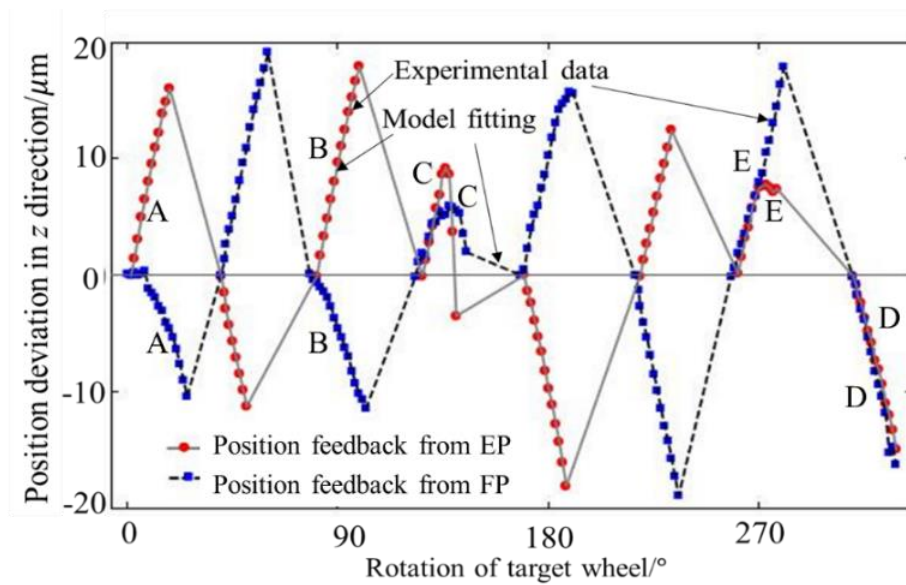 Position deviation in z direction/μm
20
10
0
-10
-20
Experimental data
Model fitting
A
A
B
B
C
C
E
E
D
D
Position feedback from EP
Position feedback from FP
0
90
180
270
Rotation of target wheel/°